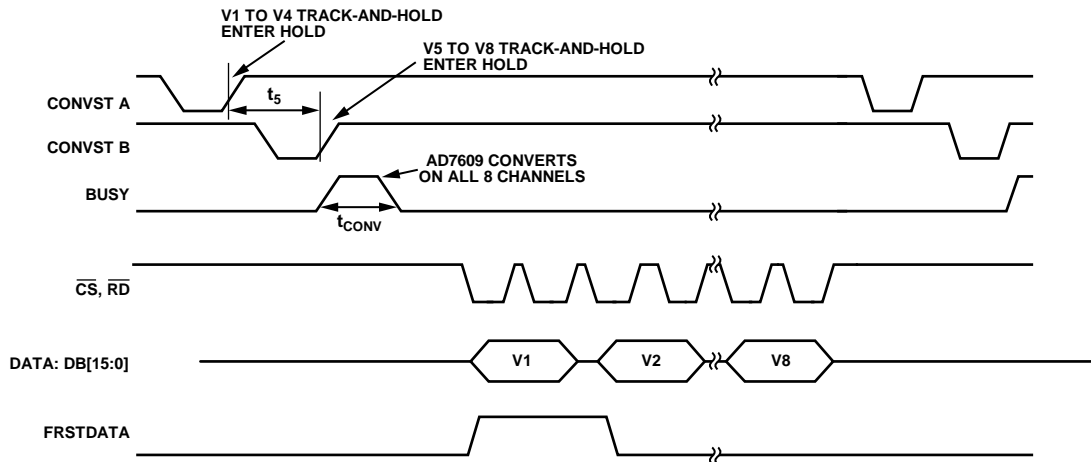 V1 TO V4 TRACK-AND-HOLD
ENTER HOLD
V5 TO V8 TRACK-AND-HOLD
ENTER HOLD
CONVST A
t5
CONVST B
AD7609 CONVERTS
ON ALL 8 CHANNELS
BUSY
tCONV
CS, RD
DATA: DB[15:0]
V1
V2
V8
FRSTDATA